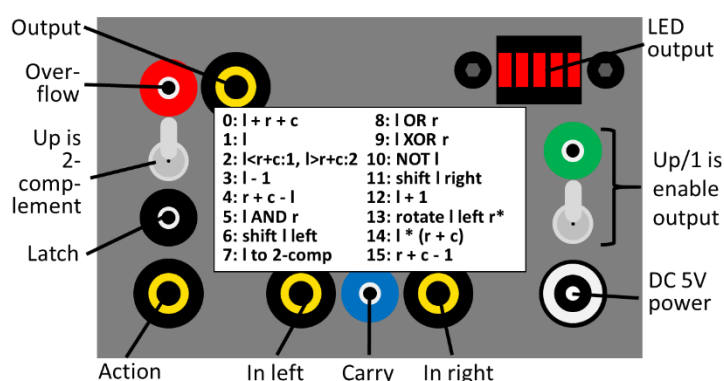 Output
LED
output
Over-
flow
Up is
2-
comp-
lement
Latch
0: l + r + c
1: l
2: l<r+c:1, l>r+c:2
3: l - 1
4: r + c - l
5: l AND r
6: shift l left
7: l to 2-comp
8: l OR r
9: l XOR r
10: NOT l
11: shift l right
12: l + 1
13: rotate l left r*
14: l * (r + c)
15: r + c - 1
Up/1 is
enable
output
DC 5V
power
Action
In left
Carry
In right